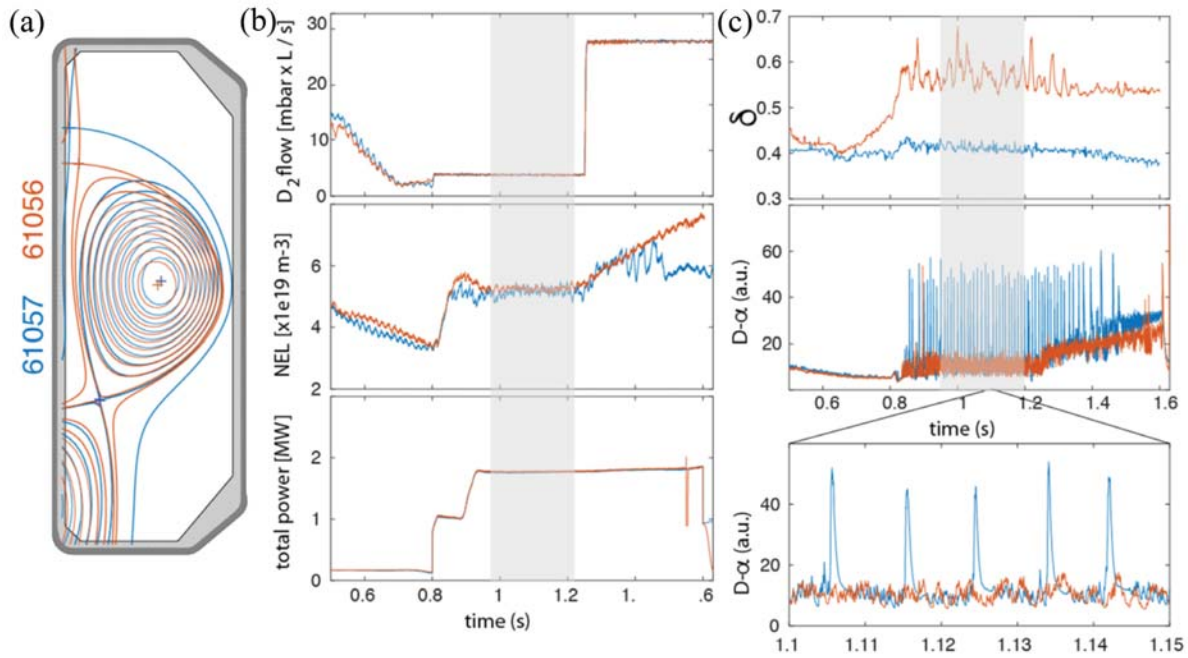 (a)
61057 61056
(b)
D2 flow [mbar x L / s]
30
20
10
0
NEL [x1e19 m-3]
6
4
2
total power [MW]
3
2
1
0
0.6 0.8 1 1.2 1. .6
time (s)
(c)
δ
0.7
0.6
0.5
0.4
0.3
D-α (a.u.)
60
40
20
0.6 0.8 1 1.2 1.4 1.6
time (s)
D-α (a.u.)
40
20
0
1.1 1.11 1.12 1.13 1.14 1.15